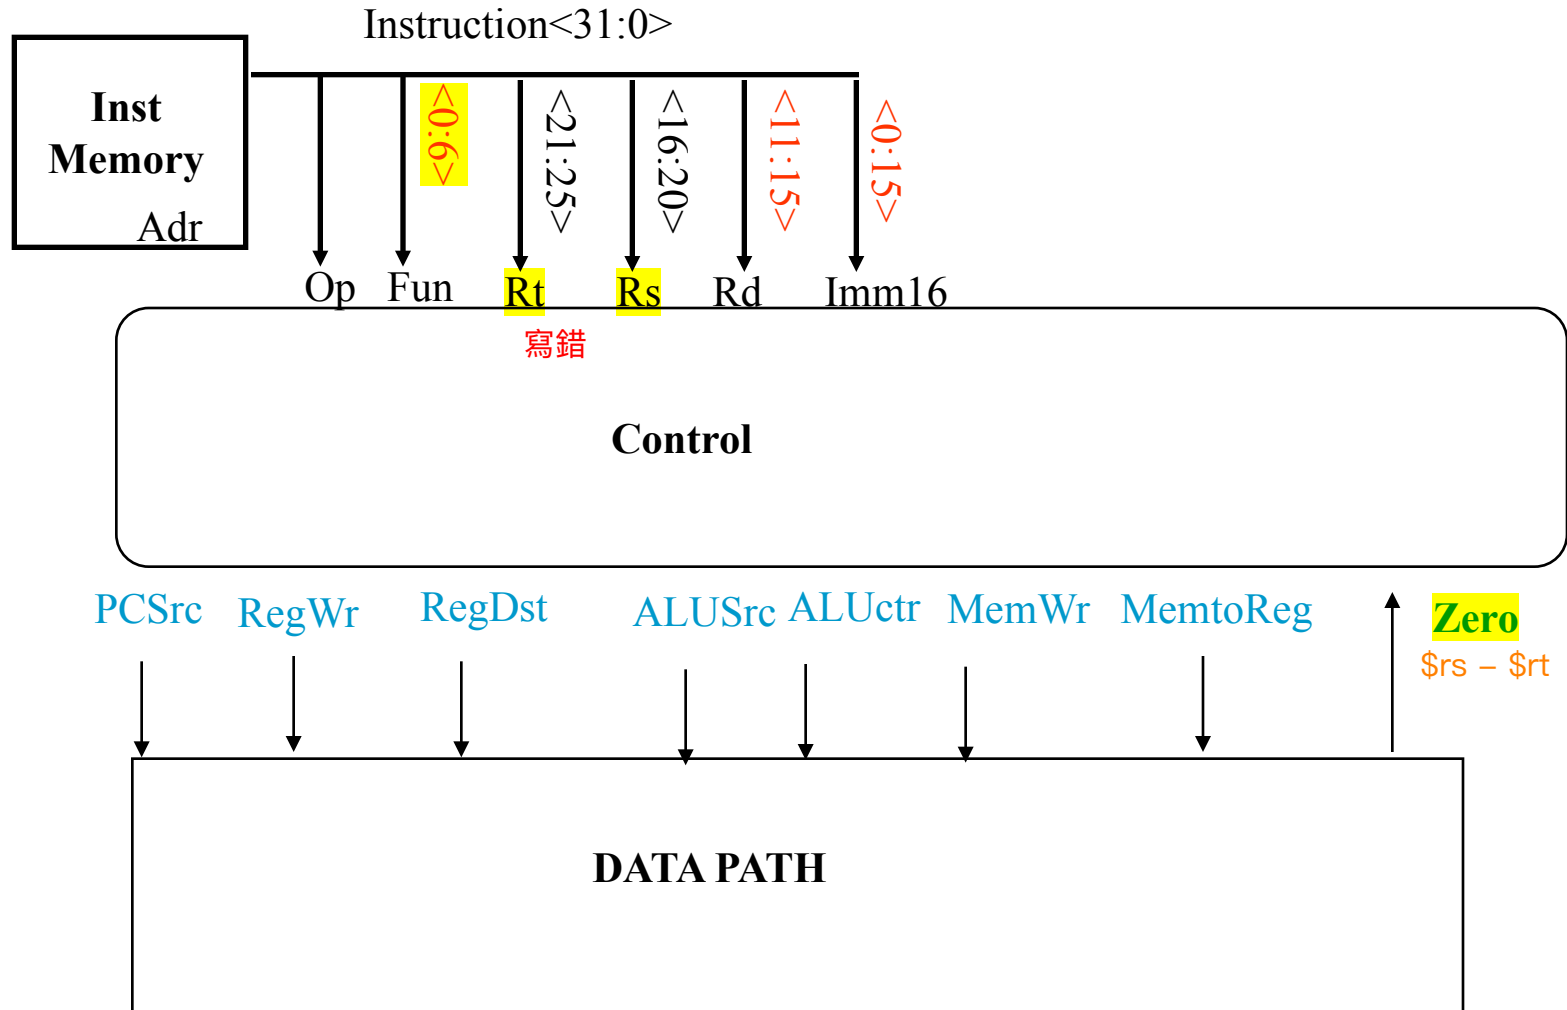 Instruction<31:0>
Inst
Memory
Adr
<0:6>
<21:25>
<16:20>
<11:15>
<0:15>
Op
Fun
Rt
Rs
Rd
Imm16
寫錯
Control
PCSrc
RegWr
RegDst
ALUSrc
ALUctr
MemWr
MemtoReg
Zero
$rs – $rt
DATA PATH